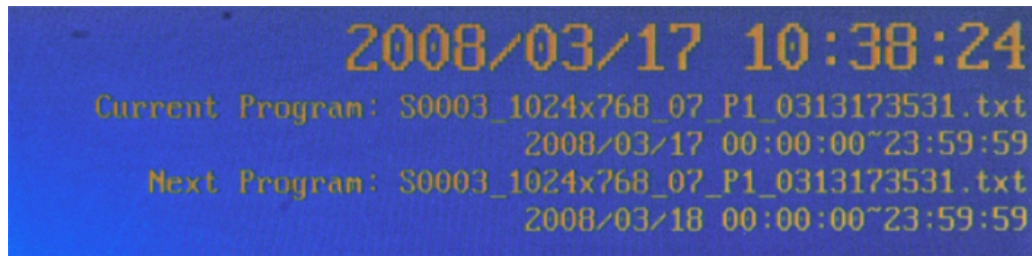 2008/03/17 10:38:24
Current Program: S0003_1024x768_07_P1_0313173531.txt
2008/03/17 00:00:00~23:59:59
Next Program: S0003_1024x768_07_P1_0313173531.txt
2008/03/18 00:00:00~23:59:59